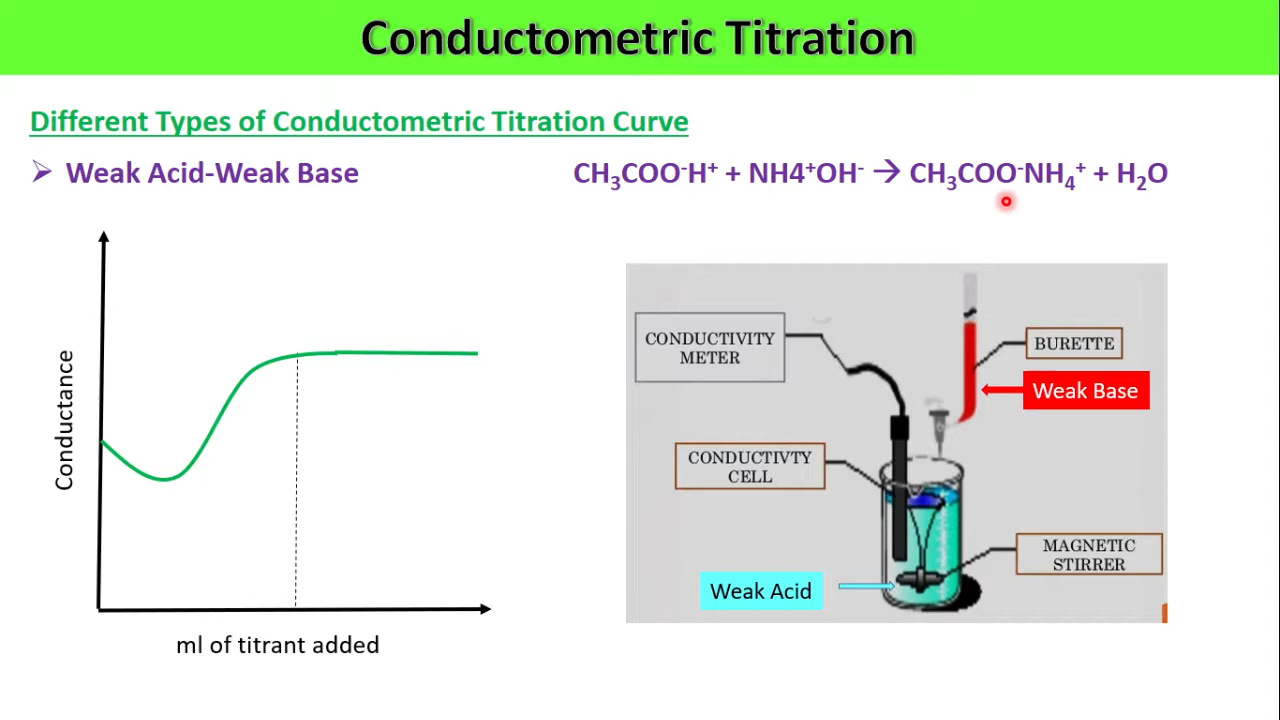 Conductometric Titration
Different Types of Conductometric Titration Curve
➢ Weak Acid-Weak Base
CH₃COO⁻H⁺ + NH4⁺OH⁻ → CH₃COO⁻NH₄⁺ + H₂O
Conductance
ml of titrant added
CONDUCTIVITY
METER
BURETTE
Weak Base
CONDUCTIVTY
CELL
MAGNETIC
STIRRER
Weak Acid